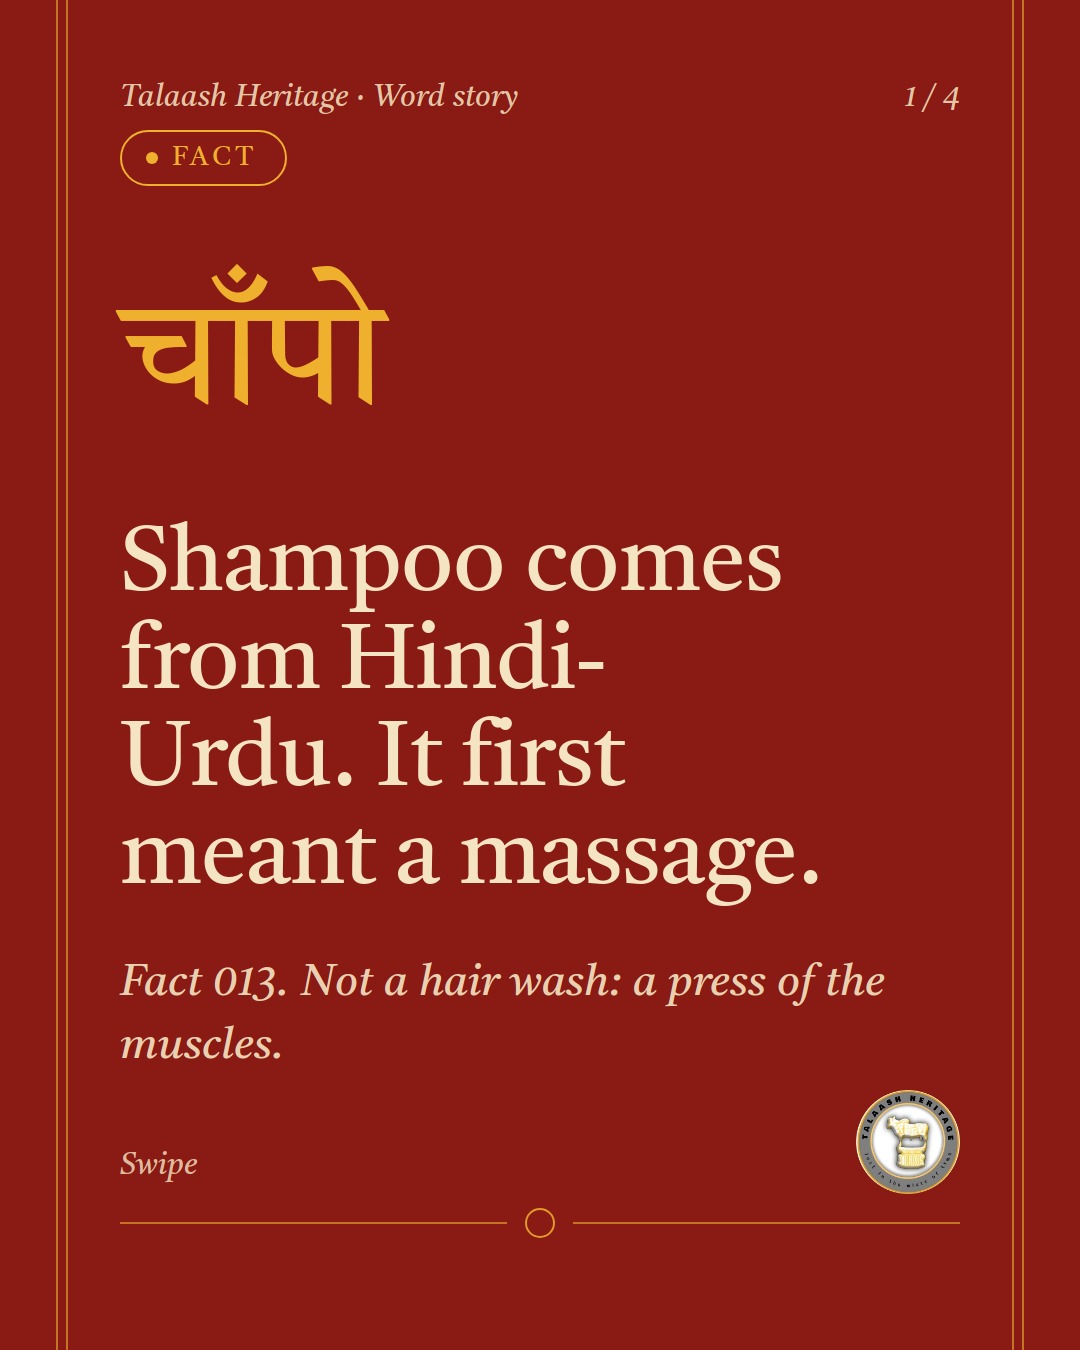 Talaash Heritage · Word story
1 / 4
• FACT
चाँपो
Shampoo comes
from Hindi-
Urdu. It first
meant a massage.
Fact 013. Not a hair wash: a press of the
muscles.
TALAASH HERITAGE
Swipe